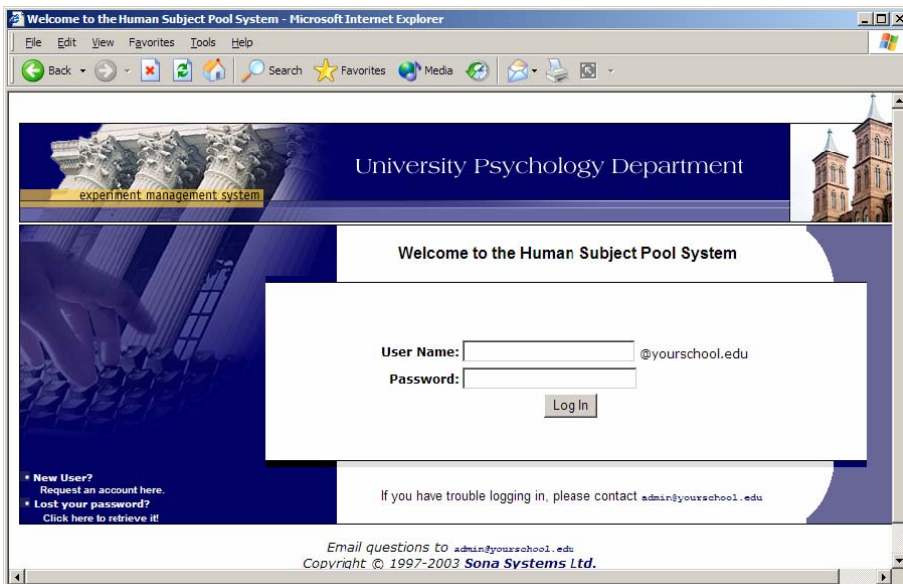 Welcome to the Human Subject Pool System - Microsoft Internet Explorer
File Edit View Favorites Tools Help
Back Search Favorites Media
University Psychology Department
experiment management system
Welcome to the Human Subject Pool System
User Name: @yourschool.edu
Password:
Log In
New User?
Request an account here.
Lost your password?
Click here to retrieve it!
If you have trouble logging in, please contact admin@yourschool.edu
Email questions to admin@yourschool.edu
Copyright © 1997-2003 Sona Systems Ltd.